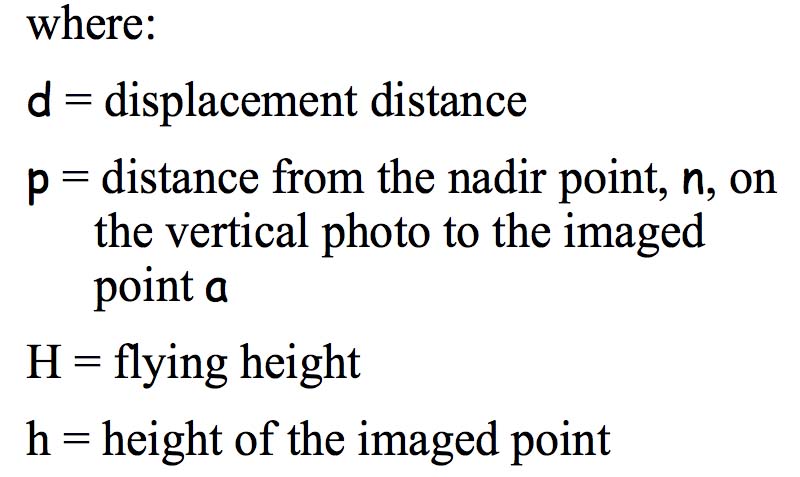 where:
d = displacement distance
p = distance from the nadir point, n, on
the vertical photo to the imaged
point a
H = flying height
h = height of the imaged point